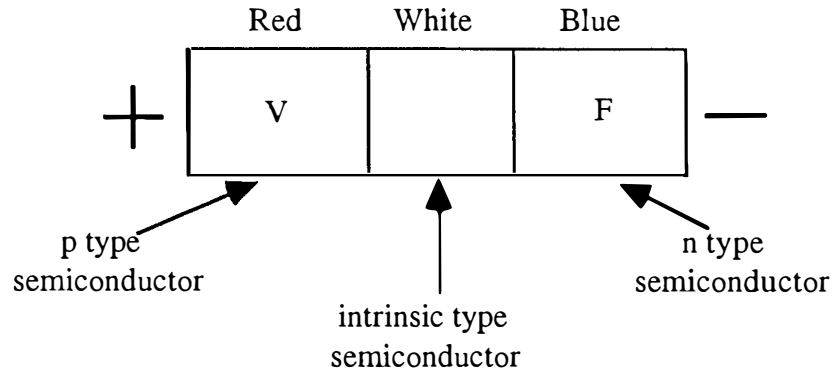 Red White Blue
+ V F −
p type
semiconductor
intrinsic type
semiconductor
n type
semiconductor